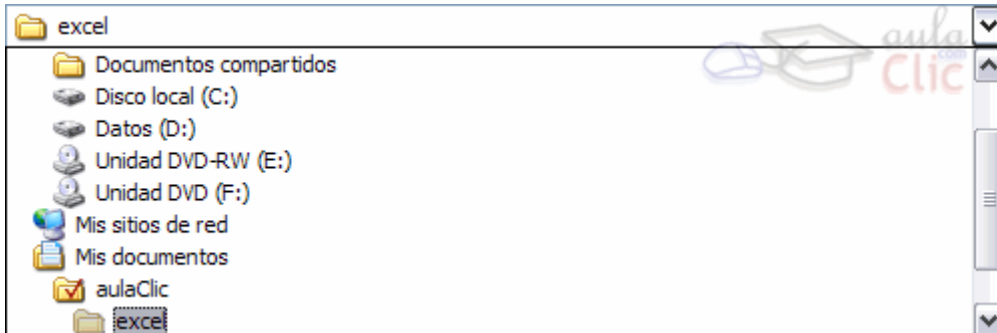 excel
aula
.com
Clic
Documentos compartidos
Disco local (C:)
Datos (D:)
Unidad DVD-RW (E:)
Unidad DVD (F:)
Mis sitios de red
Mis documentos
aulaClic
excel